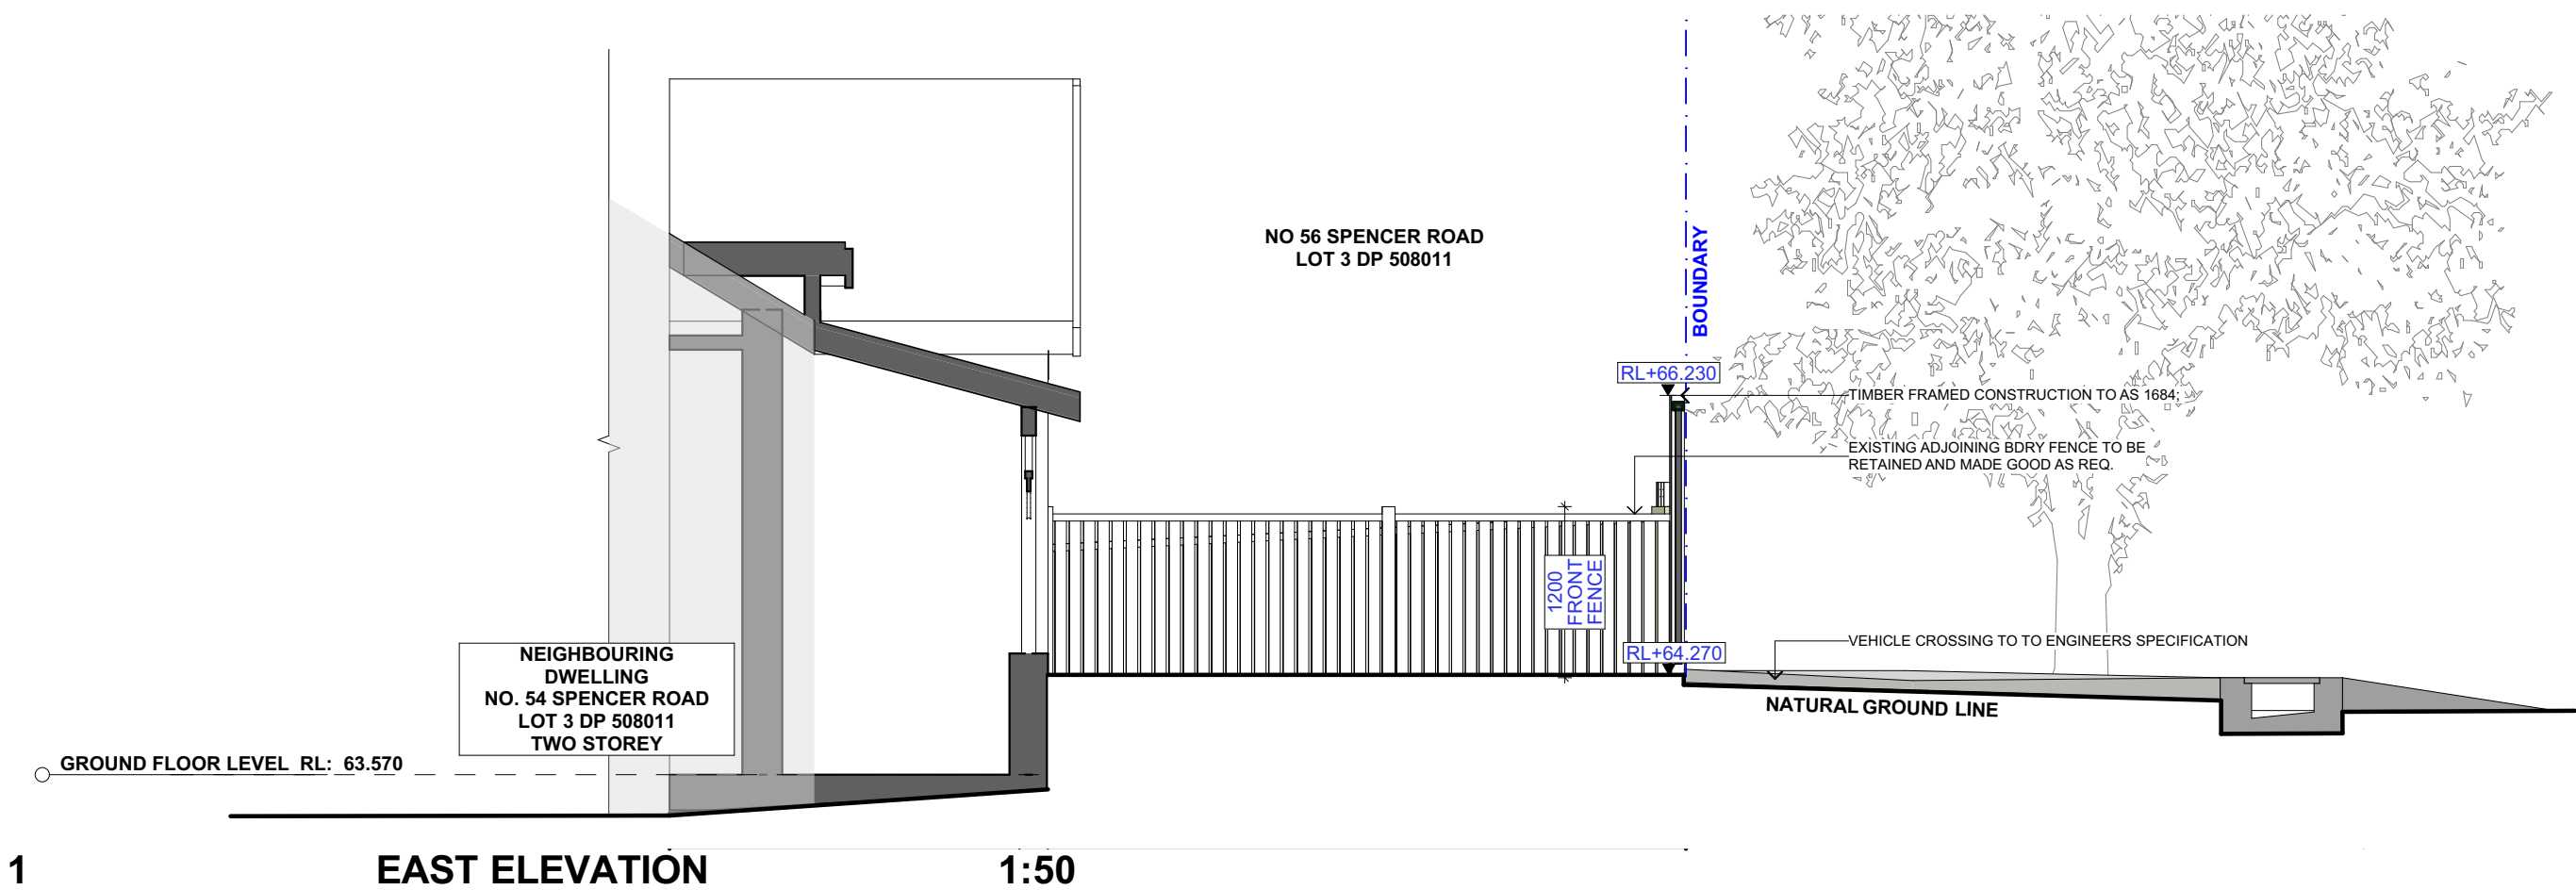 NO 56 SPENCER ROAD
LOT 3 DP 508011
BOUNDARY
RL+66.230
TIMBER FRAMED CONSTRUCTION TO AS 1684;
EXISTING ADJOINING BDRY FENCE TO BE
RETAINED AND MADE GOOD AS REQ.
1200
FRONT
FENCE
RL+64.270
VEHICLE CROSSING TO TO ENGINEERS SPECIFICATION
NATURAL GROUND LINE
NEIGHBOURING
DWELLING
NO. 54 SPENCER ROAD
LOT 3 DP 508011
TWO STOREY
GROUND FLOOR LEVEL RL: 63.570
1 EAST ELEVATION 1:50